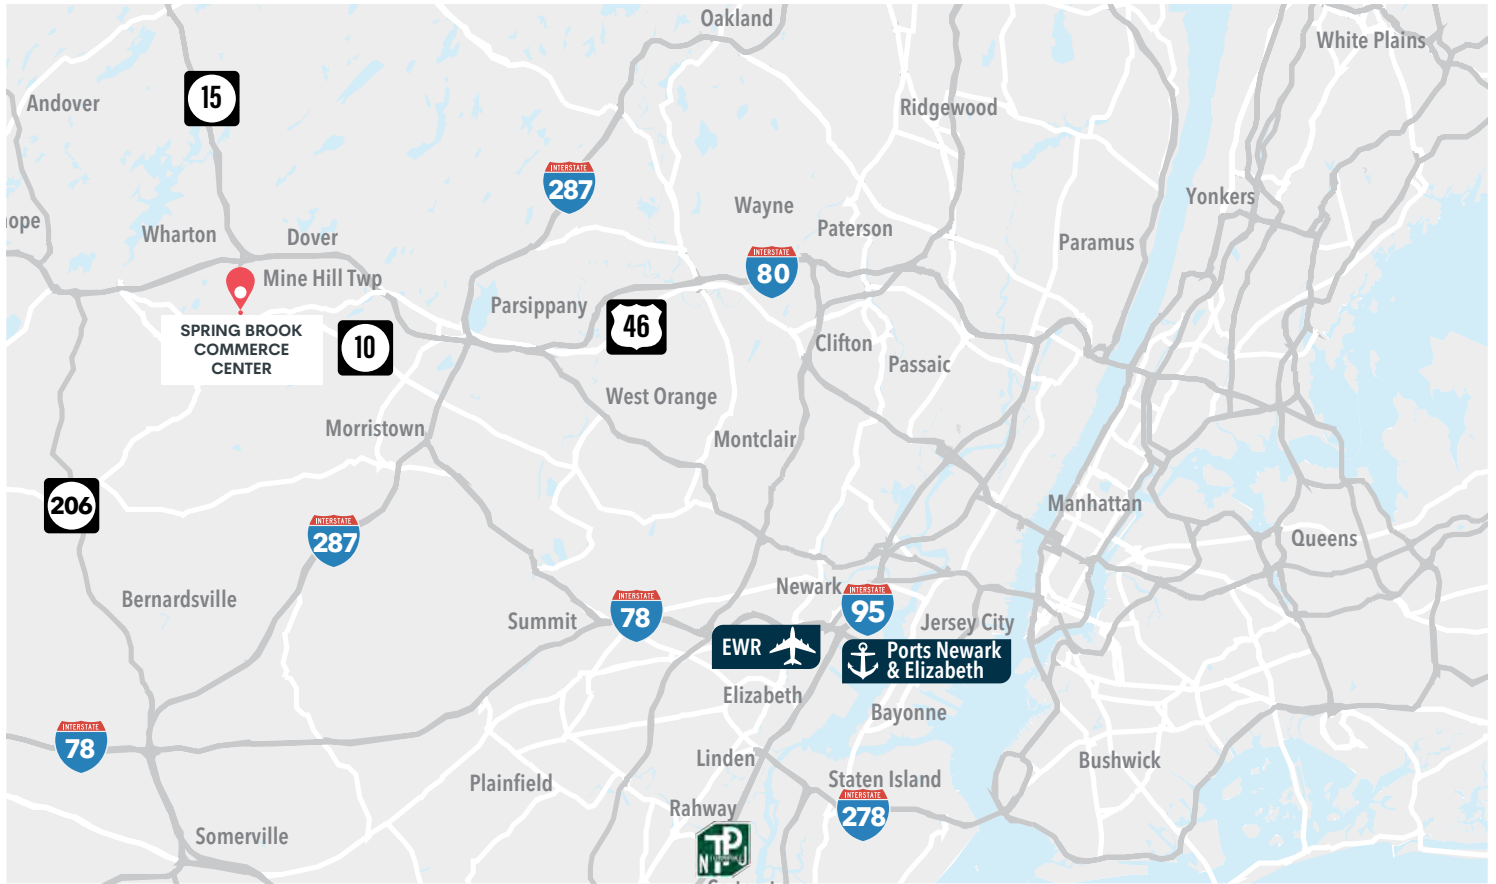 Oakland
White Plains
Andover
15
Ridgewood
INTERSTATE
287
Wayne
Yonkers
ope
Wharton
Dover
Paterson
Paramus
INTERSTATE
80
Mine Hill Twp
Parsippany
46
SPRING BROOK
COMMERCE
CENTER
10
Clifton
Passaic
West Orange
Morristown
Montclair
206
Manhattan
INTERSTATE
287
Queens
Bernardsville
Newark
INTERSTATE
95
INTERSTATE
78
Summit
Jersey City
EWR
Ports Newark
& Elizabeth
Elizabeth
Bayonne
INTERSTATE
78
Linden
Bushwick
Plainfield
Staten Island
INTERSTATE
278
Rahway
Somerville
TP
N J